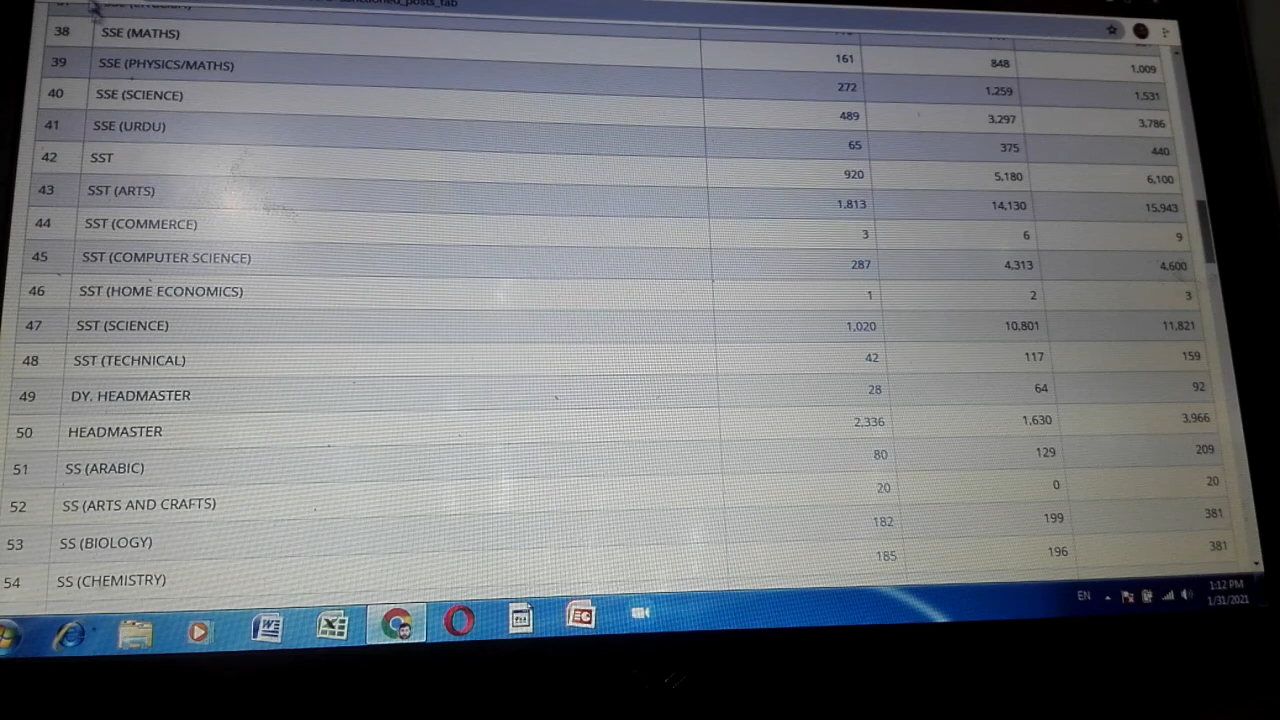 sanctioned_posts_tab
38 SSE (MATHS) 161 848 1,009
39 SSE (PHYSICS/MATHS) 272 1,259 1,531
40 SSE (SCIENCE) 489 3,297 3,786
41 SSE (URDU) 65 375 440
42 SST 920 5,180 6,100
43 SST (ARTS) 1,813 14,130 15,943
44 SST (COMMERCE) 3 6 9
45 SST (COMPUTER SCIENCE) 287 4,313 4,600
46 SST (HOME ECONOMICS) 1 2 3
47 SST (SCIENCE) 1,020 10,801 11,821
48 SST (TECHNICAL) 42 117 159
49 DY. HEADMASTER 28 64 92
50 HEADMASTER 2,336 1,630 3,966
51 SS (ARABIC) 80 129 209
52 SS (ARTS AND CRAFTS) 20 0 20
53 SS (BIOLOGY) 182 199 381
54 SS (CHEMISTRY) 185 196 381
EN 1:12 PM
1/31/2021